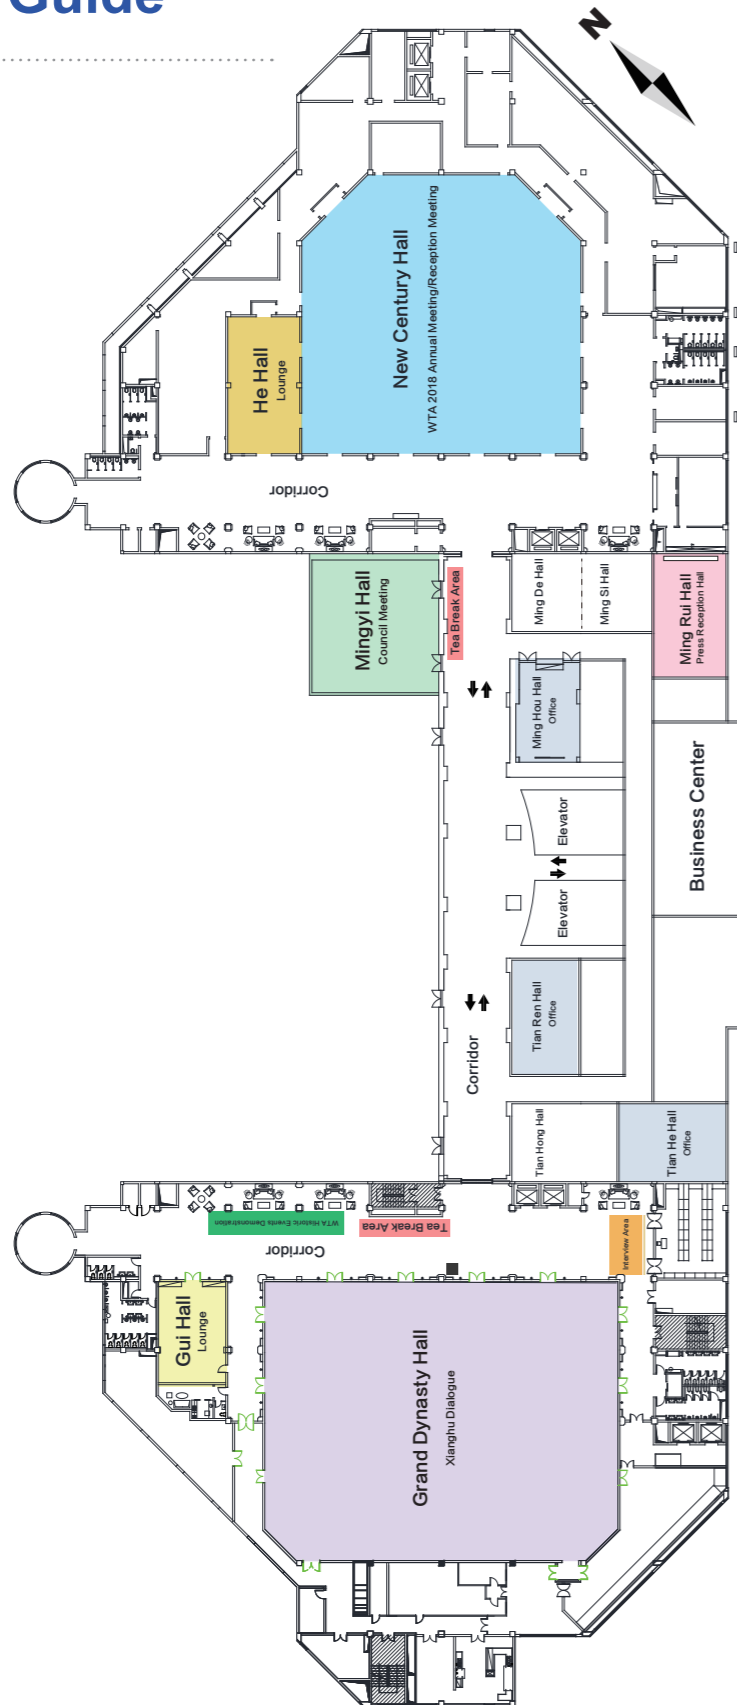 Guide
N
New Century Hall
WTA 2018 Annual Meeting/Reception Meeting
He Hall
Lounge
Corridor
Mingyi Hall
Council Meeting
Tea Break Area
Ming De Hall
Ming Si Hall
Ming Rui Hall
Press Reception Hall
Ming Hou Hall
Office
Elevator
Business Center
Elevator
Tian Ren Hall
Office
Corridor
Tian Hong Hall
Tian He Hall
Office
WTA Historic Events Demonstration
Tea Break Area
Interview Area
Corridor
Gui Hall
Lounge
Grand Dynasty Hall
Xianghu Dialogue